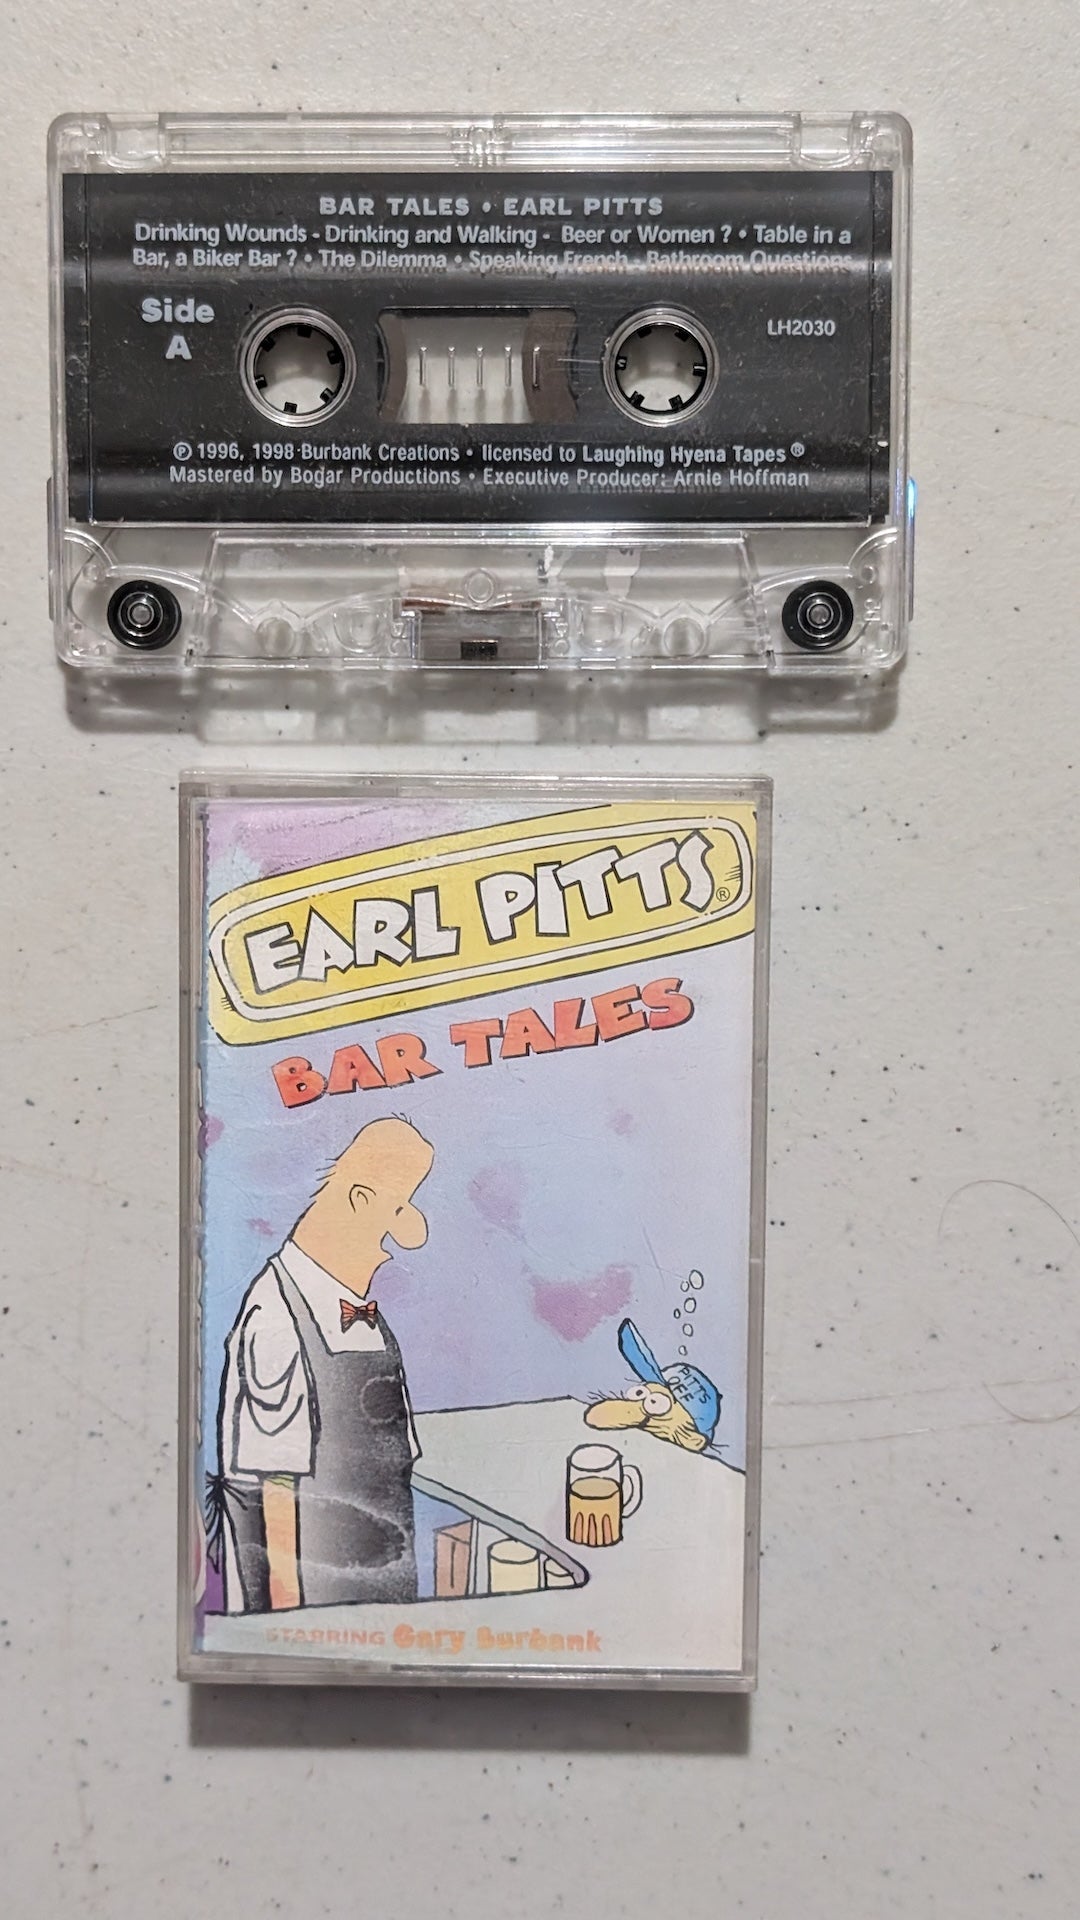 BAR TALES • EARL PITTS
Drinking Wounds - Drinking and Walking - Beer or Women ? • Table in a
Bar, a Biker Bar ? • The Dilemma • Speaking French - Bathroom Questions
Side
A
LH2030
℗ 1996, 1998 Burbank Creations • licensed to Laughing Hyena Tapes ®
Mastered by Bogar Productions • Executive Producer: Arnie Hoffman
EARL PITTS®
BAR TALES
PITTS
OFF
STARRING Gary Burbank